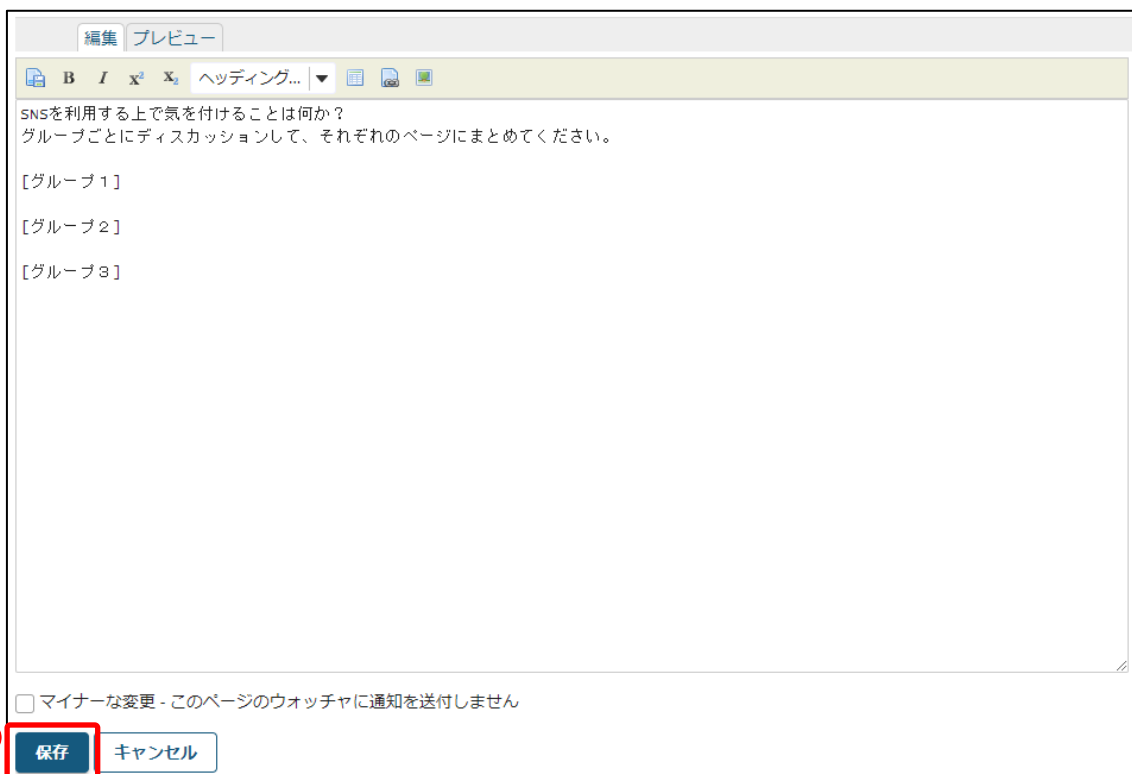 編集 プレビュー
B I x² X₂ ヘッディング...
SNSを利用する上で気を付けることは何か？
グループごとにディスカッションして、それぞれのページにまとめてください。
[グループ１]
[グループ２]
[グループ３]
マイナーな変更 - このページのウォッチャに通知を送付しません
保存 キャンセル